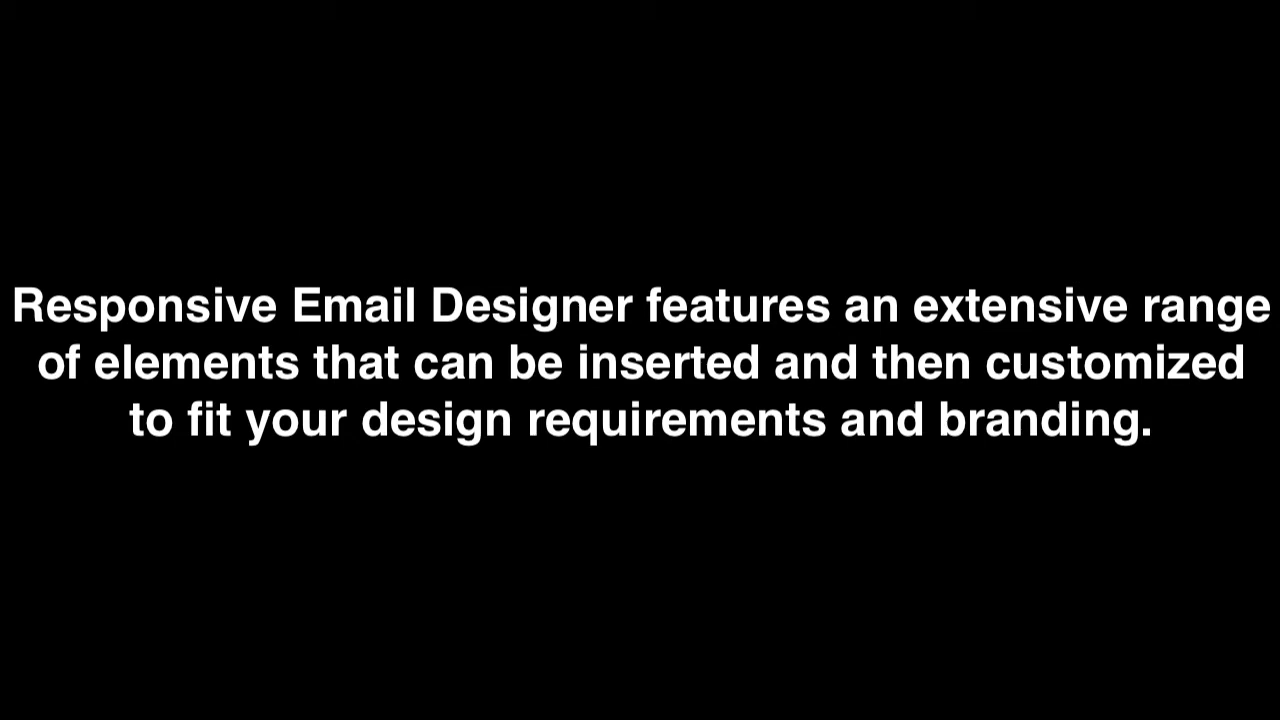 Responsive Email Designer features an extensive range
of elements that can be inserted and then customized
to fit your design requirements and branding.